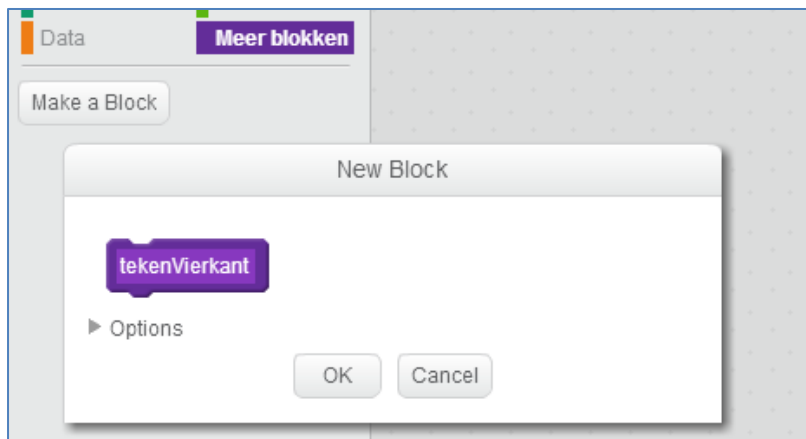 Data
Meer blokken
Make a Block
New Block
tekenVierkant
Options
OK
Cancel